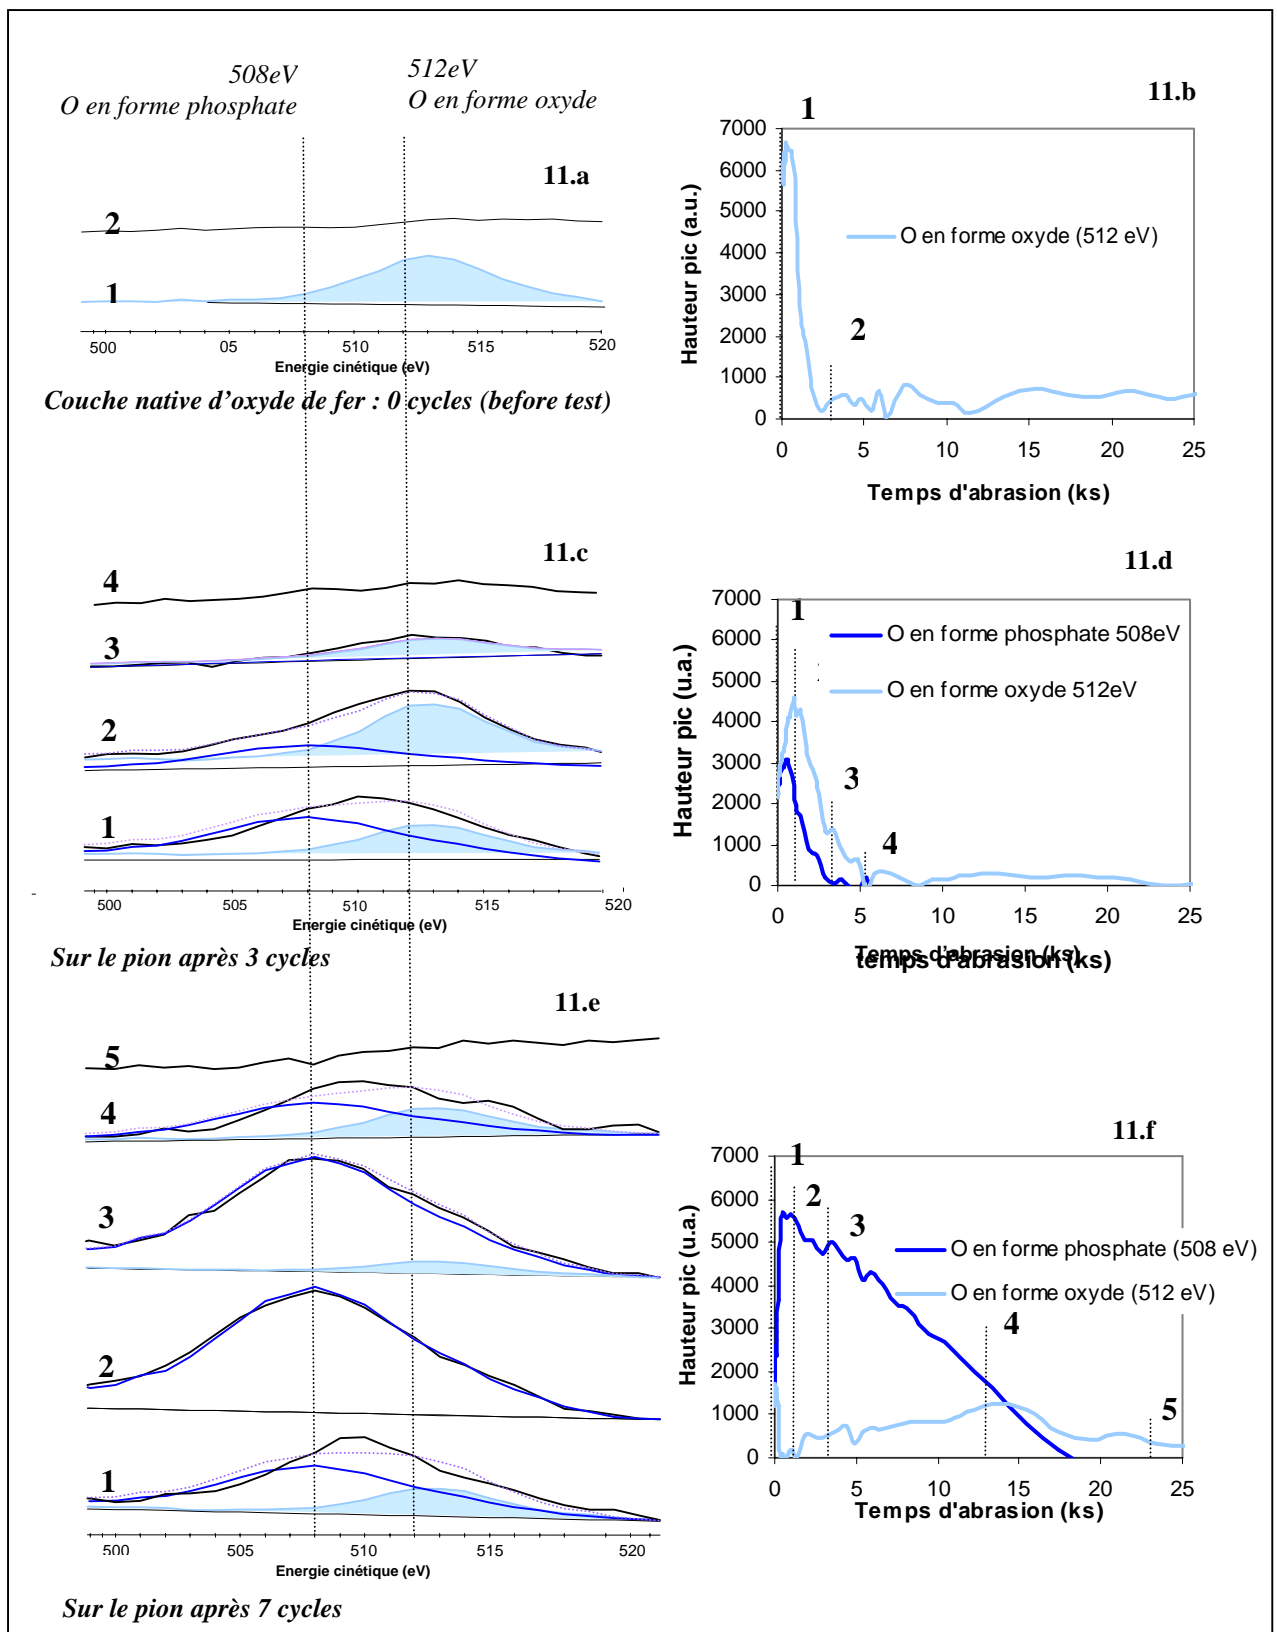 508eV
O en forme phosphate
512eV
O en forme oxyde
11.a
2
1
500 05 510 515 520
Energie cinétique (eV)
Couche native d'oxyde de fer : 0 cycles (before test)
11.b
1
7000
6000
5000
4000
3000
2000
1000
0
Hauteur pic (a.u.)
O en forme oxyde (512 eV)
2
0 5 10 15 20 25
Temps d'abrasion (ks)
11.c
4
3
2
1
500 505 510 515 520
Energie cinétique (eV)
Sur le pion après 3 cycles
11.d
7000
6000
5000
4000
3000
2000
1000
0
Hauteur pic (u.a.)
1
O en forme phosphate 508eV
O en forme oxyde 512eV
3
4
0 5 10 15 20 25
Temps d'abrasion (ks)
temps d'abrasion (ks)
11.e
5
4
3
2
1
500 505 510 515 520
Energie cinétique (eV)
Sur le pion après 7 cycles
11.f
7000
6000
5000
4000
3000
2000
1000
0
Hauteur pic (u.a.)
1
2
3
O en forme phosphate (508 eV)
O en forme oxyde (512 eV)
4
5
0 5 10 15 20 25
Temps d'abrasion (ks)